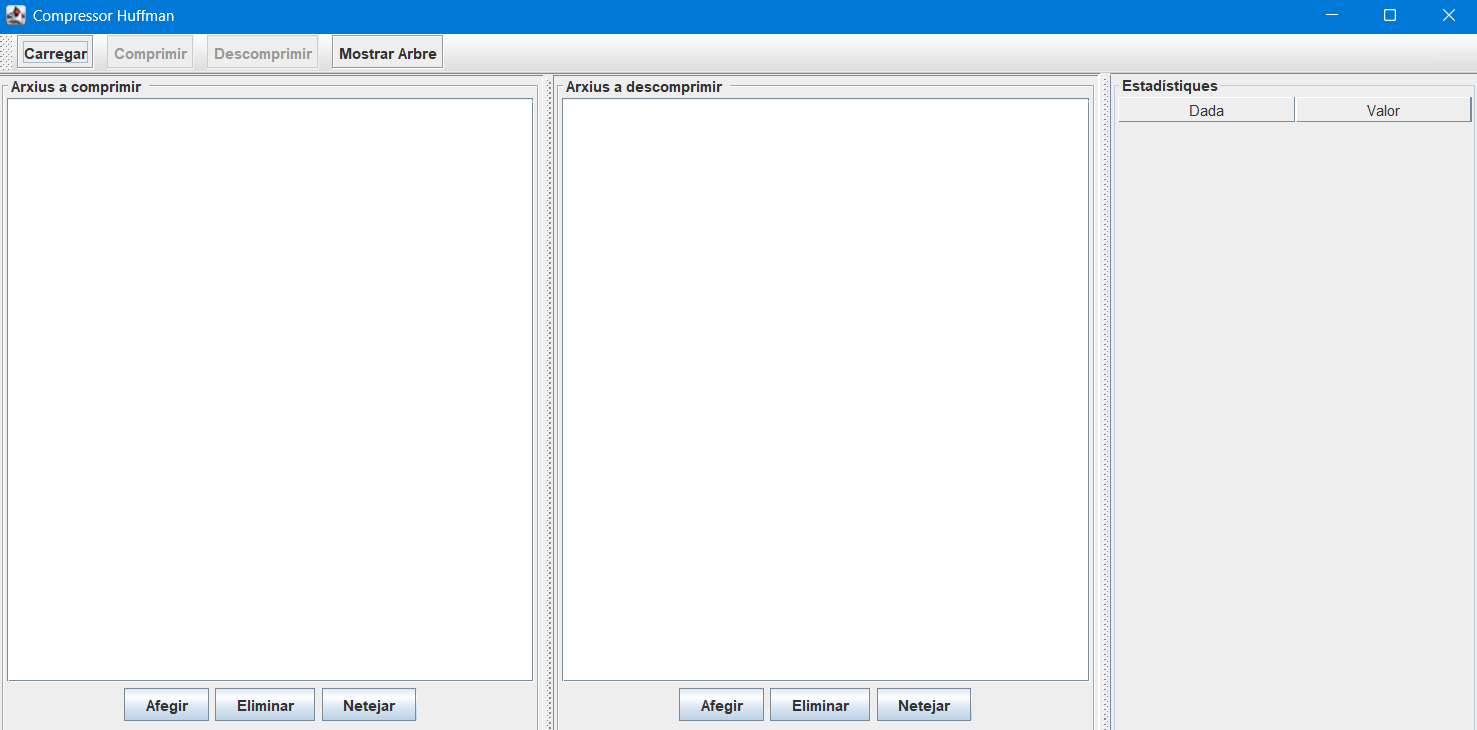 Compressor Huffman
Carregar Comprimir Descomprimir Mostrar Arbre
Arxius a comprimir
Arxius a descomprimir
Estadístiques
Dada Valor
Afegir Eliminar Netejar
Afegir Eliminar Netejar